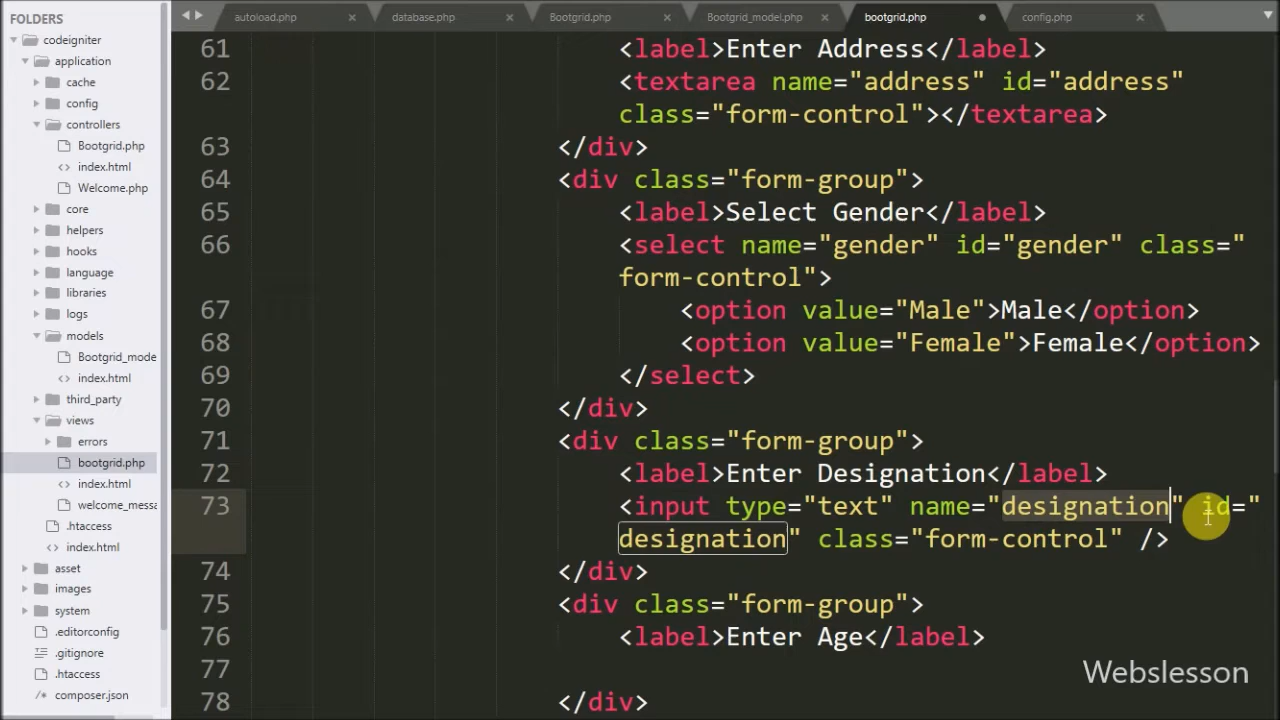 FOLDERS
codeigniter
application
cache
config
controllers
Bootgrid.php
index.html
Welcome.php
core
helpers
hooks
language
libraries
logs
models
Bootgrid_mode
index.html
third_party
views
errors
bootgrid.php
index.html
welcome_messa
.htaccess
index.html
asset
images
system
.editorconfig
.gitignore
.htaccess
composer.json
autoload.php
database.php
Bootgrid.php
Bootgrid_model.php
bootgrid.php
config.php
61 <label>Enter Address</label>
62 <textarea name="address" id="address"
class="form-control"></textarea>
63 </div>
64 <div class="form-group">
65 <label>Select Gender</label>
66 <select name="gender" id="gender" class="
form-control">
67 <option value="Male">Male</option>
68 <option value="Female">Female</option>
69 </select>
70 </div>
71 <div class="form-group">
72 <label>Enter Designation</label>
73 <input type="text" name="designation" id="
designation" class="form-control" />
74 </div>
75 <div class="form-group">
76 <label>Enter Age</label>
77
78 </div>
Webslesson